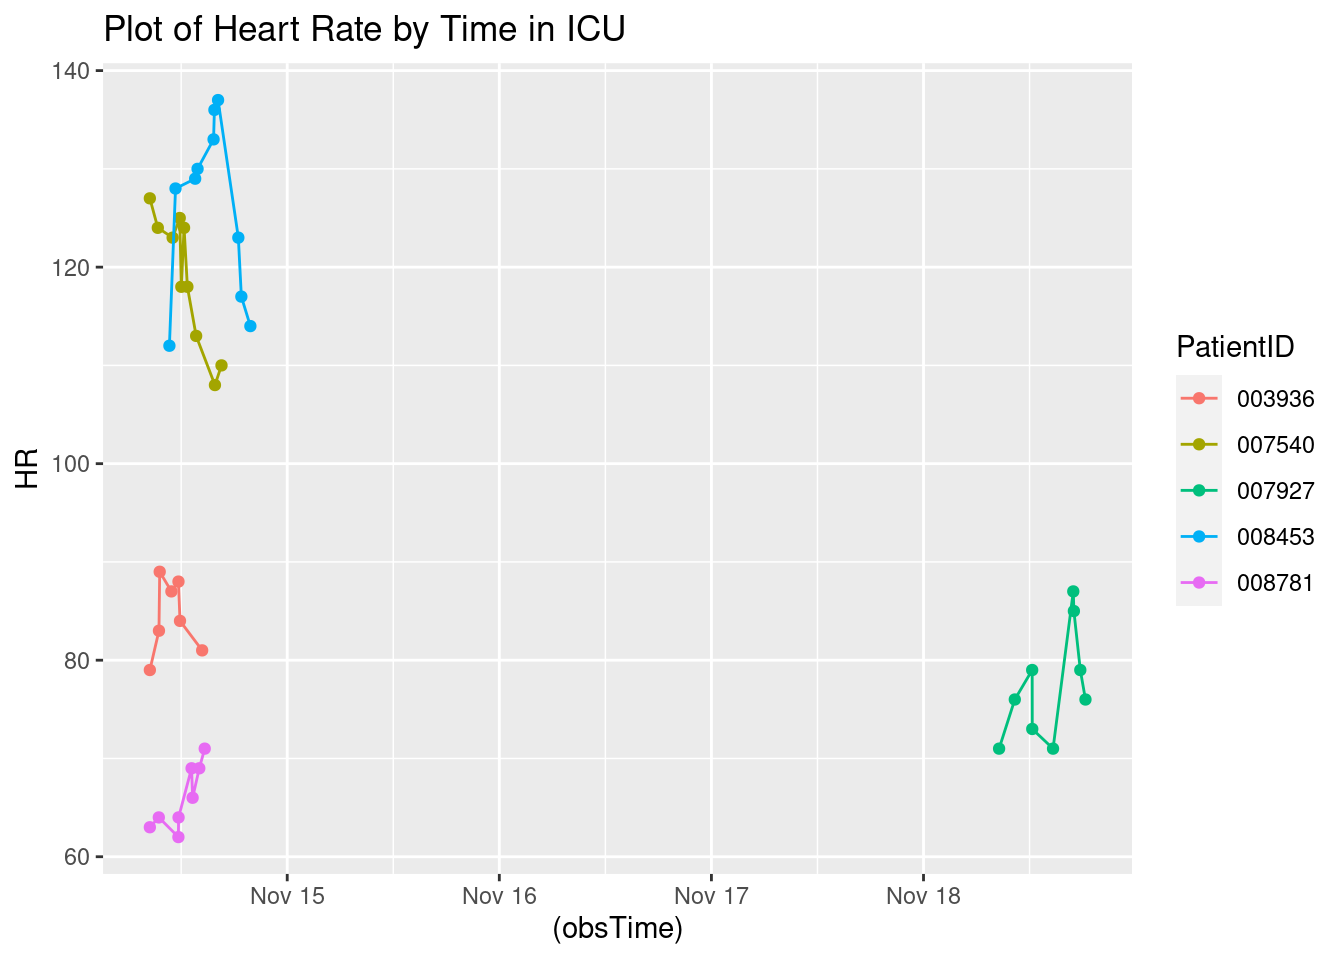 Plot of Heart Rate by Time in ICU
140
120
100
80
60
HR
Nov 15
Nov 16
Nov 17
Nov 18
(obsTime)
PatientID
003936
007540
007927
008453
008781